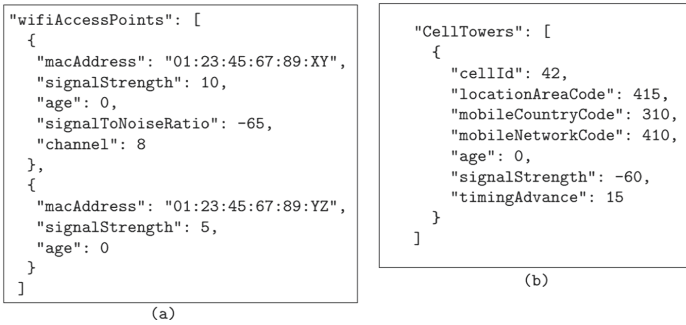 "wifiAccessPoints": [
{
"macAddress": "01:23:45:67:89:XY",
"signalStrength": 10,
"age": 0,
"signalToNoiseRatio": -65,
"channel": 8
},
{
"macAddress": "01:23:45:67:89:YZ",
"signalStrength": 5,
"age": 0
}
]
(a)
"CellTowers": [
{
"cellId": 42,
"locationAreaCode": 415,
"mobileCountryCode": 310,
"mobileNetworkCode": 410,
"age": 0,
"signalStrength": -60,
"timingAdvance": 15
}
]
(b)